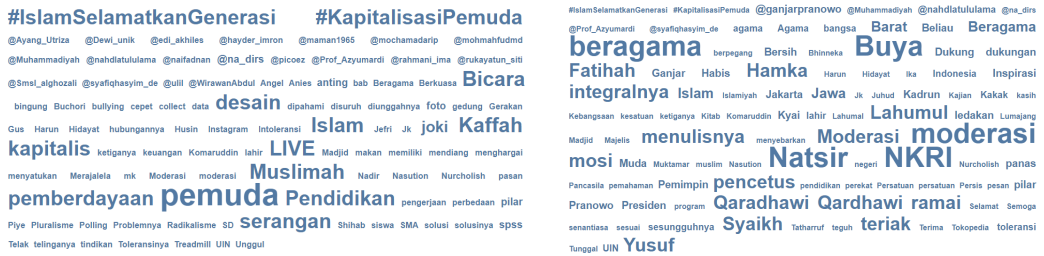 #IslamSelamatkanGenerasi #KapitalisasiPemuda
@Ayang_Utriza @Dewi_unik @edi_akhiles @hayder_imron @maman1965 @mochamadarip @mohmahfudmd
@Muhammadiyah @nahdlatululama @naifadnan @na_dirs @picoez @Prof_Azyumardi @rahmani_ima @rukayatun_siti
@Smsl_alghozali @syafiqhasyim_de @ulil @WirawanAbdul Angel Anies anting bab Beragama Berkuasa Bicara
bingung Buchori bullying cepet collect data desain dipahami disuruh diunggahnya foto gedung Gerakan
Gus Harun Hidayat hubungannya Husin Instagram Intoleransi Islam Jefri Jk joki Kaffah
kapitalis ketiganya keuangan Komaruddin lahir LIVE Madjid makan memiliki mendiang menghargai
menyatukan Merajalela mk Moderasi moderasi Muslimah Nadir Nasution Nurcholish pasan
pemberdayaan pemuda Pendidikan pengerjaan perbedaan pilar
Piye Pluralisme Polling Problemnya Radikalisme SD serangan Shihab siswa SMA solusi solusinya spss
Telak telinganya tindikan Toleransinya Treadmill UIN Unggul
#IslamSelamatkanGenerasi #KapitalisasiPemuda @ganjarpranowo @Muhammadiyah @nahdlatululama @na_dirs
@Prof_Azyumardi @syafiqhasyim_de agama Agama bangsa Barat Beliau Beragama
beragama berpegang Bersih Bhinneka Buya Dukung dukungan
Fatihah Ganjar Habis Hamka Harun Hidayat Ika Indonesia Inspirasi
integralnya Islam Islamiyah Jakarta Jawa Jk Juhud Kadrun Kajian Kakak kasih
Kebangsaan kesatuan ketiganya Kitab Komaruddin Kyai lahir Lahumal Lahumul ledakan Lumajang
Madjid Majelis menulisnya menyebarkan Moderasi moderasi
mosi Muda Muktamar muslim Nasution Natsir negeri NKRI Nurcholish panas
Pancasila pemahaman Pemimpin pencetus pendidikan perekat Persatuan persatuan Persis pesan pilar
Pranowo Presiden program Qaradhawi Qardhawi ramai Selamat Semoga
senantiasa sesuai sesungguhnya Syaikh Tatharruf teguh teriak Terima Tokopedia toleransi
Tunggal UIN Yusuf